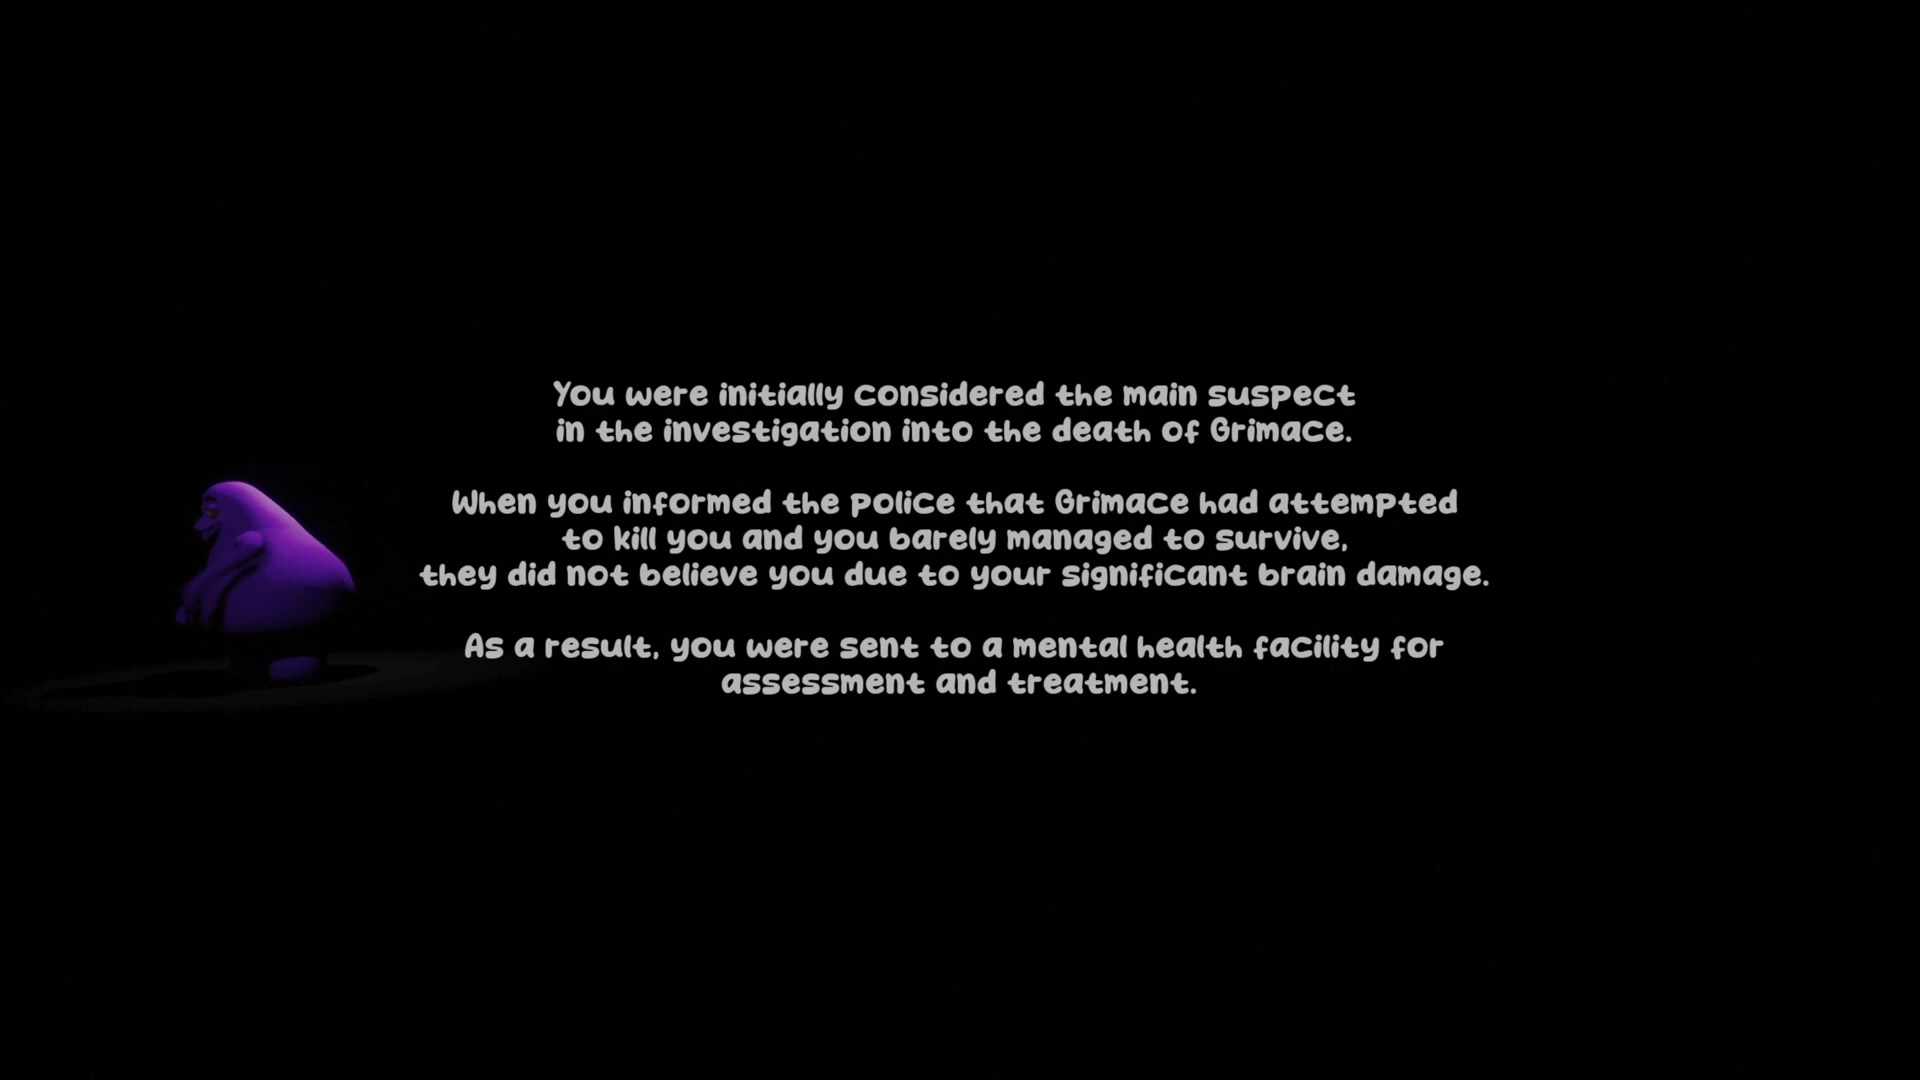 You were initially considered the main suspect
in the investigation into the death of Grimace.
When you informed the police that Grimace had attempted
to kill you and you barely managed to survive,
they did not believe you due to your significant brain damage.
As a result, you were sent to a mental health facility for
assessment and treatment.